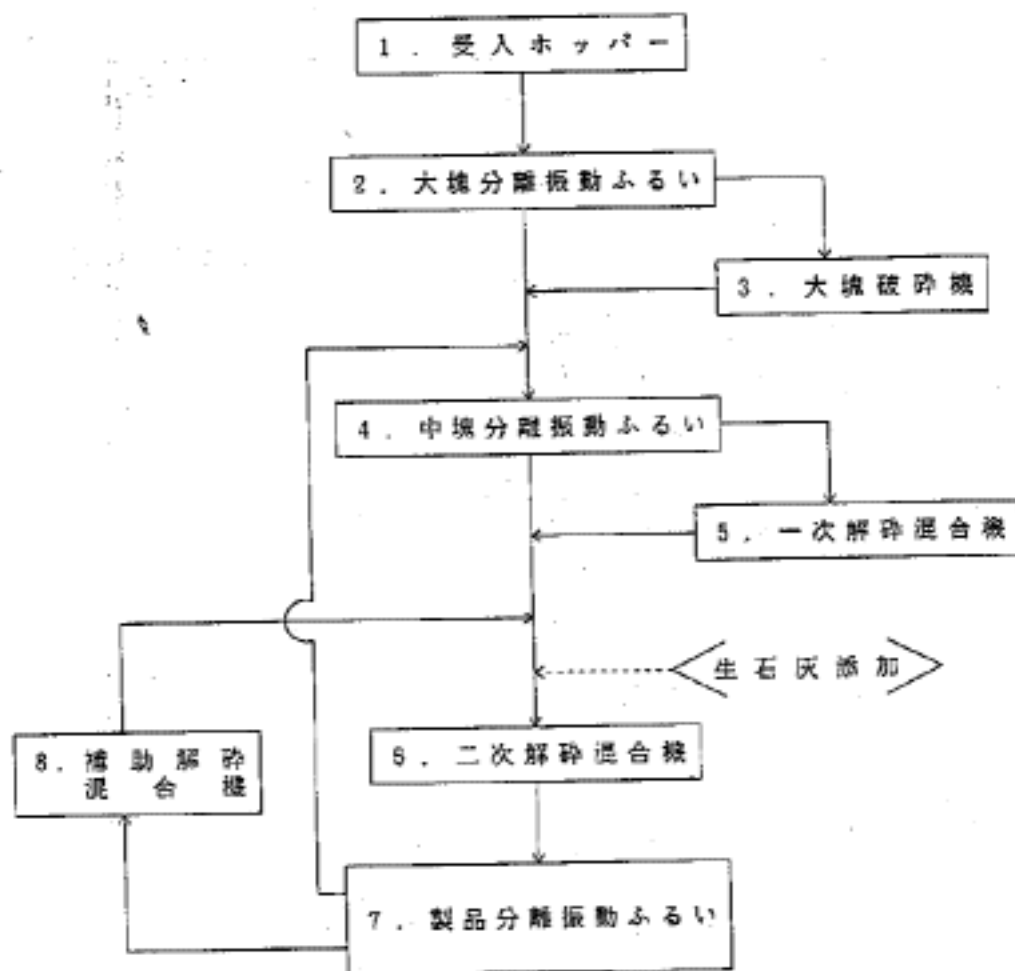 1. 受入ホッパー
2. 大塊分離振動ふるい
3. 大塊破砕機
4. 中塊分離振動ふるい
5. 一次解砕混合機
生石灰添加
6. 二次解砕混合機
8. 補助解砕
混合機
7. 製品分離振動ふるい